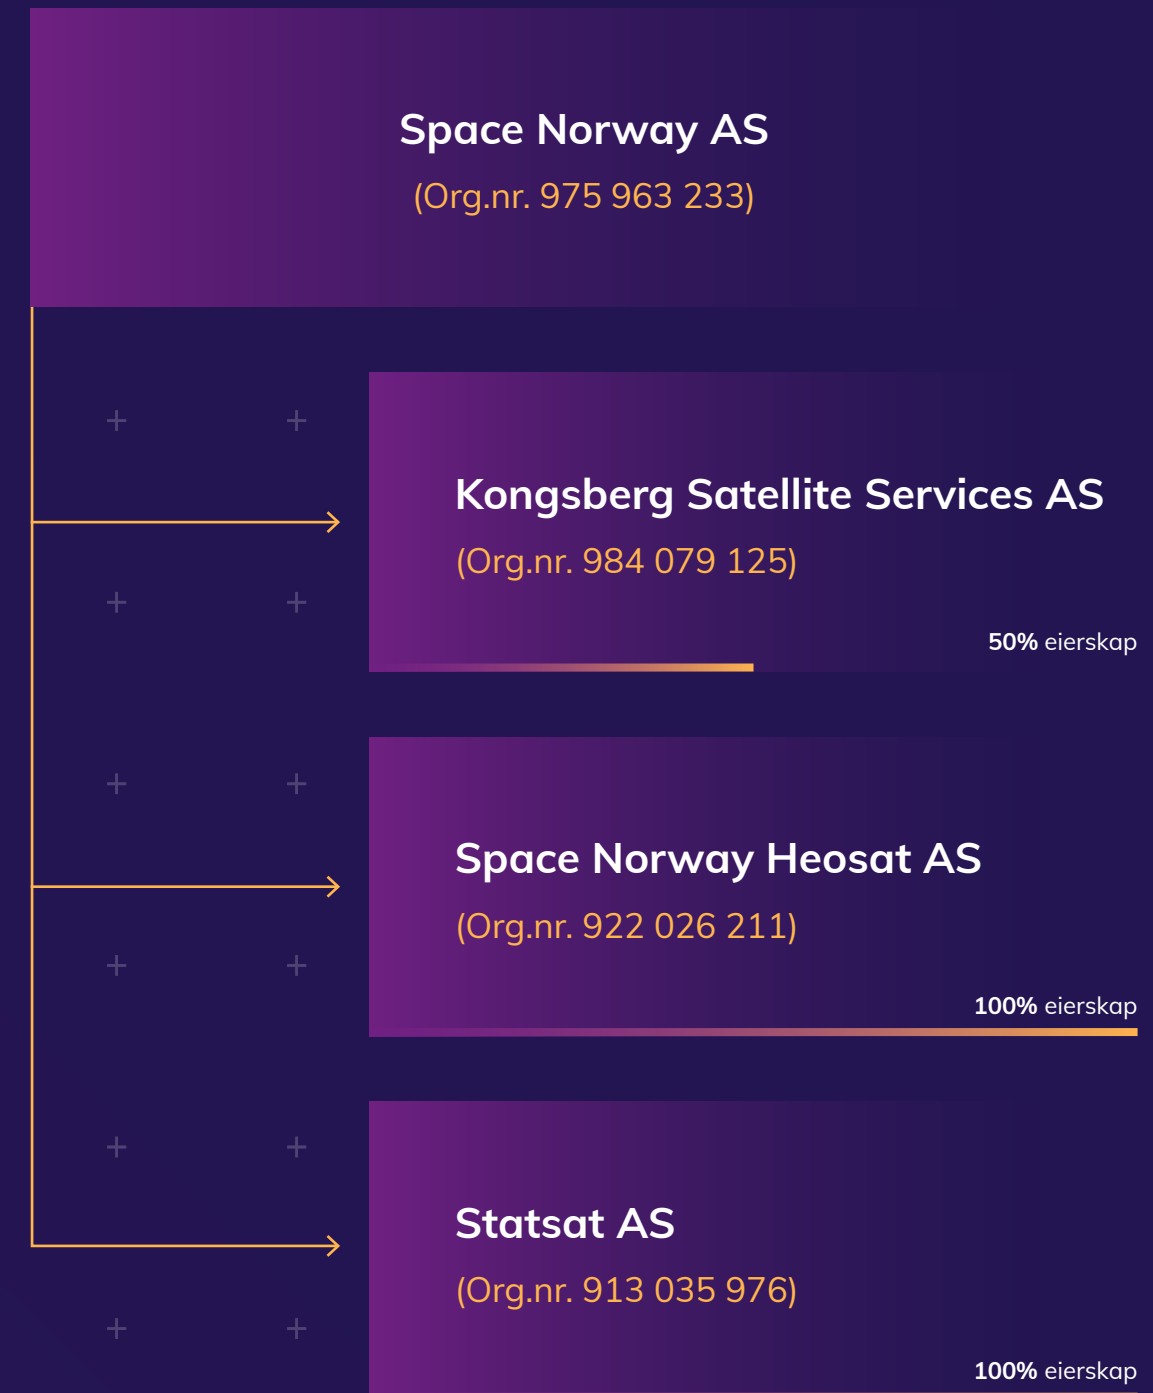 Space Norway AS
(Org.nr. 975 963 233)
Kongsberg Satellite Services AS
(Org.nr. 984 079 125)
50% eierskap
Space Norway Heosat AS
(Org.nr. 922 026 211)
100% eierskap
Statsat AS
(Org.nr. 913 035 976)
100% eierskap